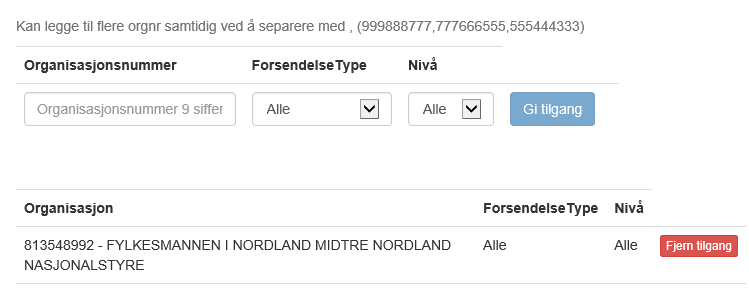 Kan legge til flere orgnr samtidig ved å separere med , (999888777,777666555,555444333)
Organisasjonsnummer ForsendelseType Nivå
Organisasjonsnummer 9 siffer Alle Alle Gi tilgang
Organisasjon ForsendelseType Nivå
813548992 - FYLKESMANNEN I NORDLAND MIDTRE NORDLAND Alle Alle Fjern tilgang
NASJONALSTYRE